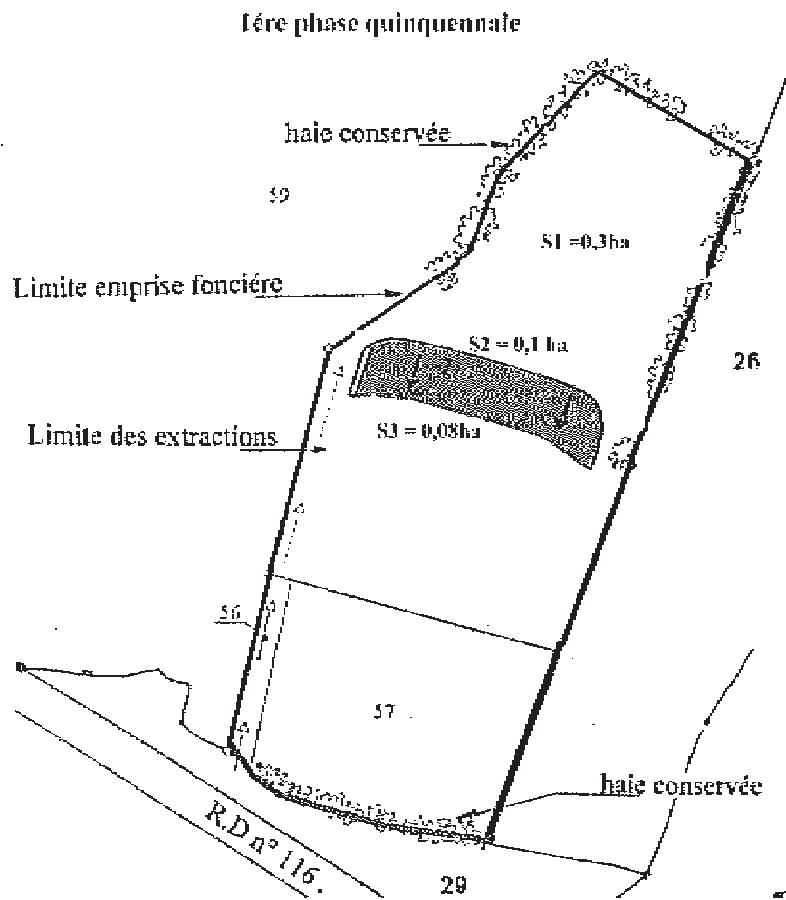 1ére phase quinquennale
haie conservée
59
S1 =0.3ha
Limite emprise fonciére
S2 = 0,1 ha
26
Limite des extractions
S3 = 0,08ha
56
57
haie conservée
R.D n° 116.
29